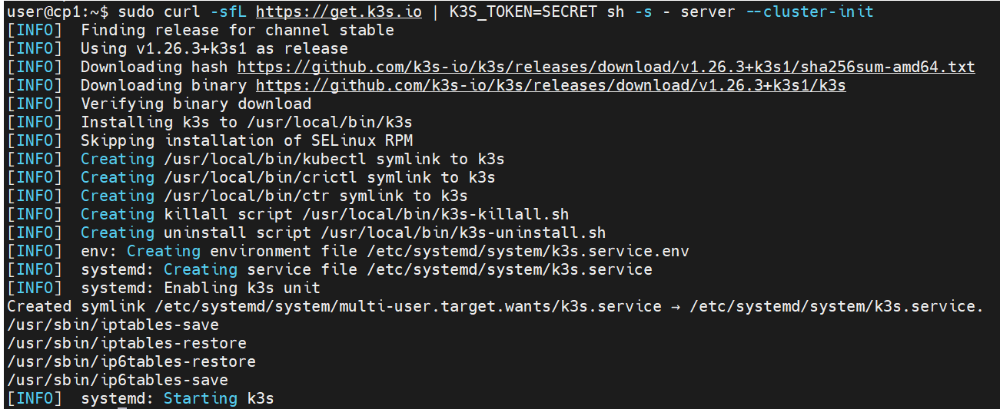 user@cp1:~$ sudo curl -sfL https://get.k3s.io | K3S_TOKEN=SECRET sh -s - server --cluster-init
[INFO]  Finding release for channel stable
[INFO]  Using v1.26.3+k3s1 as release
[INFO]  Downloading hash https://github.com/k3s-io/k3s/releases/download/v1.26.3+k3s1/sha256sum-amd64.txt
[INFO]  Downloading binary https://github.com/k3s-io/k3s/releases/download/v1.26.3+k3s1/k3s
[INFO]  Verifying binary download
[INFO]  Installing k3s to /usr/local/bin/k3s
[INFO]  Skipping installation of SELinux RPM
[INFO]  Creating /usr/local/bin/kubectl symlink to k3s
[INFO]  Creating /usr/local/bin/crictl symlink to k3s
[INFO]  Creating /usr/local/bin/ctr symlink to k3s
[INFO]  Creating killall script /usr/local/bin/k3s-killall.sh
[INFO]  Creating uninstall script /usr/local/bin/k3s-uninstall.sh
[INFO]  env: Creating environment file /etc/systemd/system/k3s.service.env
[INFO]  systemd: Creating service file /etc/systemd/system/k3s.service
[INFO]  systemd: Enabling k3s unit
Created symlink /etc/systemd/system/multi-user.target.wants/k3s.service → /etc/systemd/system/k3s.service.
/usr/sbin/iptables-save
/usr/sbin/iptables-restore
/usr/sbin/ip6tables-restore
/usr/sbin/ip6tables-save
[INFO]  systemd: Starting k3s